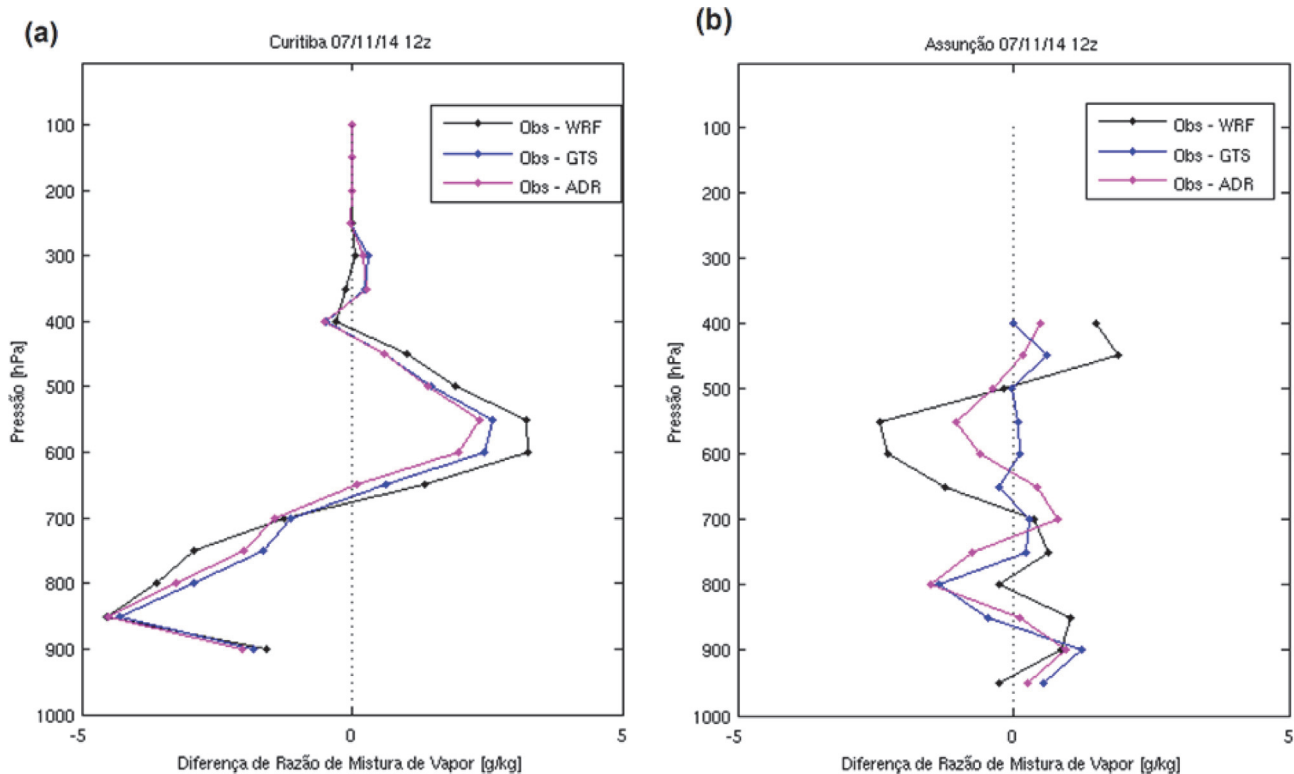 (a)
Curitiba 07/11/14 12z
Obs - WRF
Obs - GTS
Obs - ADR
100
200
300
400
500
600
700
800
900
1000
Pressão [hPa]
-5
0
5
Diferença de Razão de Mistura de Vapor [g/kg]
(b)
Assunção 07/11/14 12z
Obs - WRF
Obs - GTS
Obs - ADR
100
200
300
400
500
600
700
800
900
1000
Pressão [hPa]
-5
0
5
Diferença de Razão de Mistura de Vapor [g/kg]